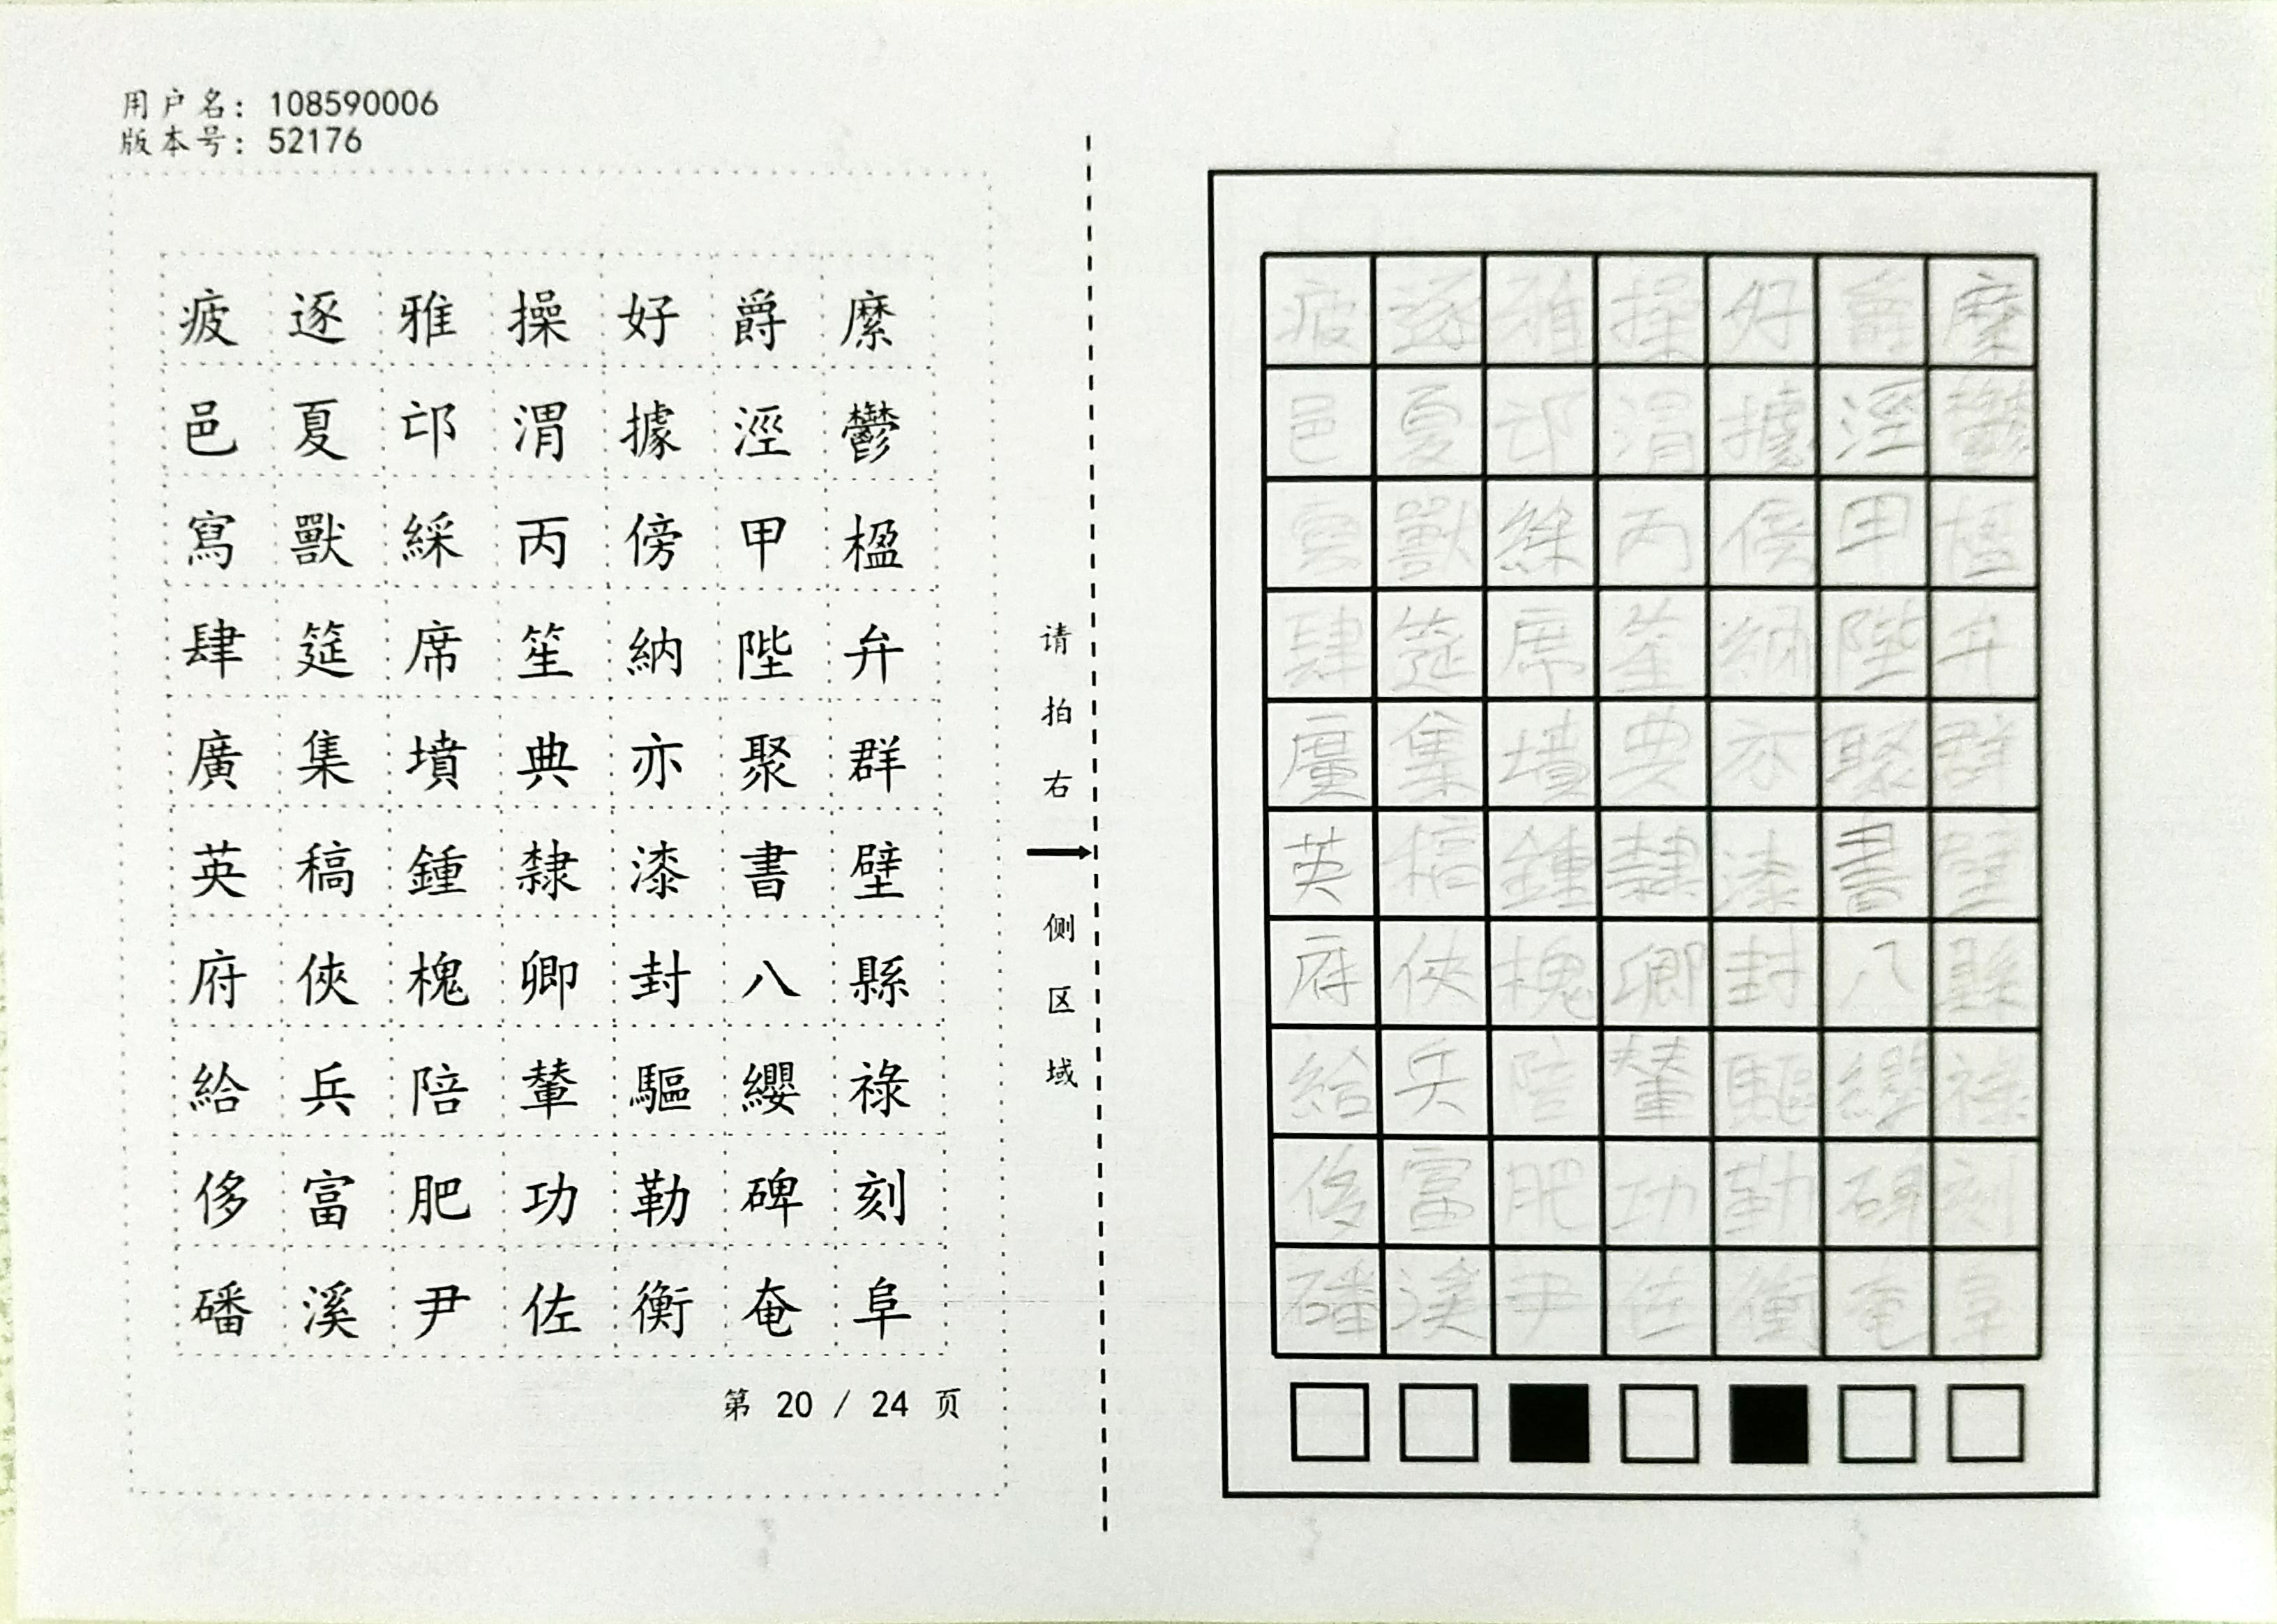 用户名: 108590006
版本号: 52176
疲逐雅操好爵縻
邑夏邙渭據涇鬱
寫獸綵丙傍甲楹
肆筵席笙納陛弁
廣集墳典亦聚群
英稿鍾隸漆書壁
府俠槐卿封八縣
給兵陪輦驅纓祿
侈富肥功勒碑刻
磻溪尹佐衡奄阜
第 20 / 24 页
请拍右侧区域
疲逐雅操好爵縻
邑夏邙渭據涇鬱
寫獸綵丙傍甲楹
肆筵席笙納陛弁
廣集墳典亦聚群
英稿鍾隸漆書壁
府俠槐卿封八縣
給兵陪輦驅纓祿
侈富肥功勒碑刻
磻溪尹佐衡奄阜